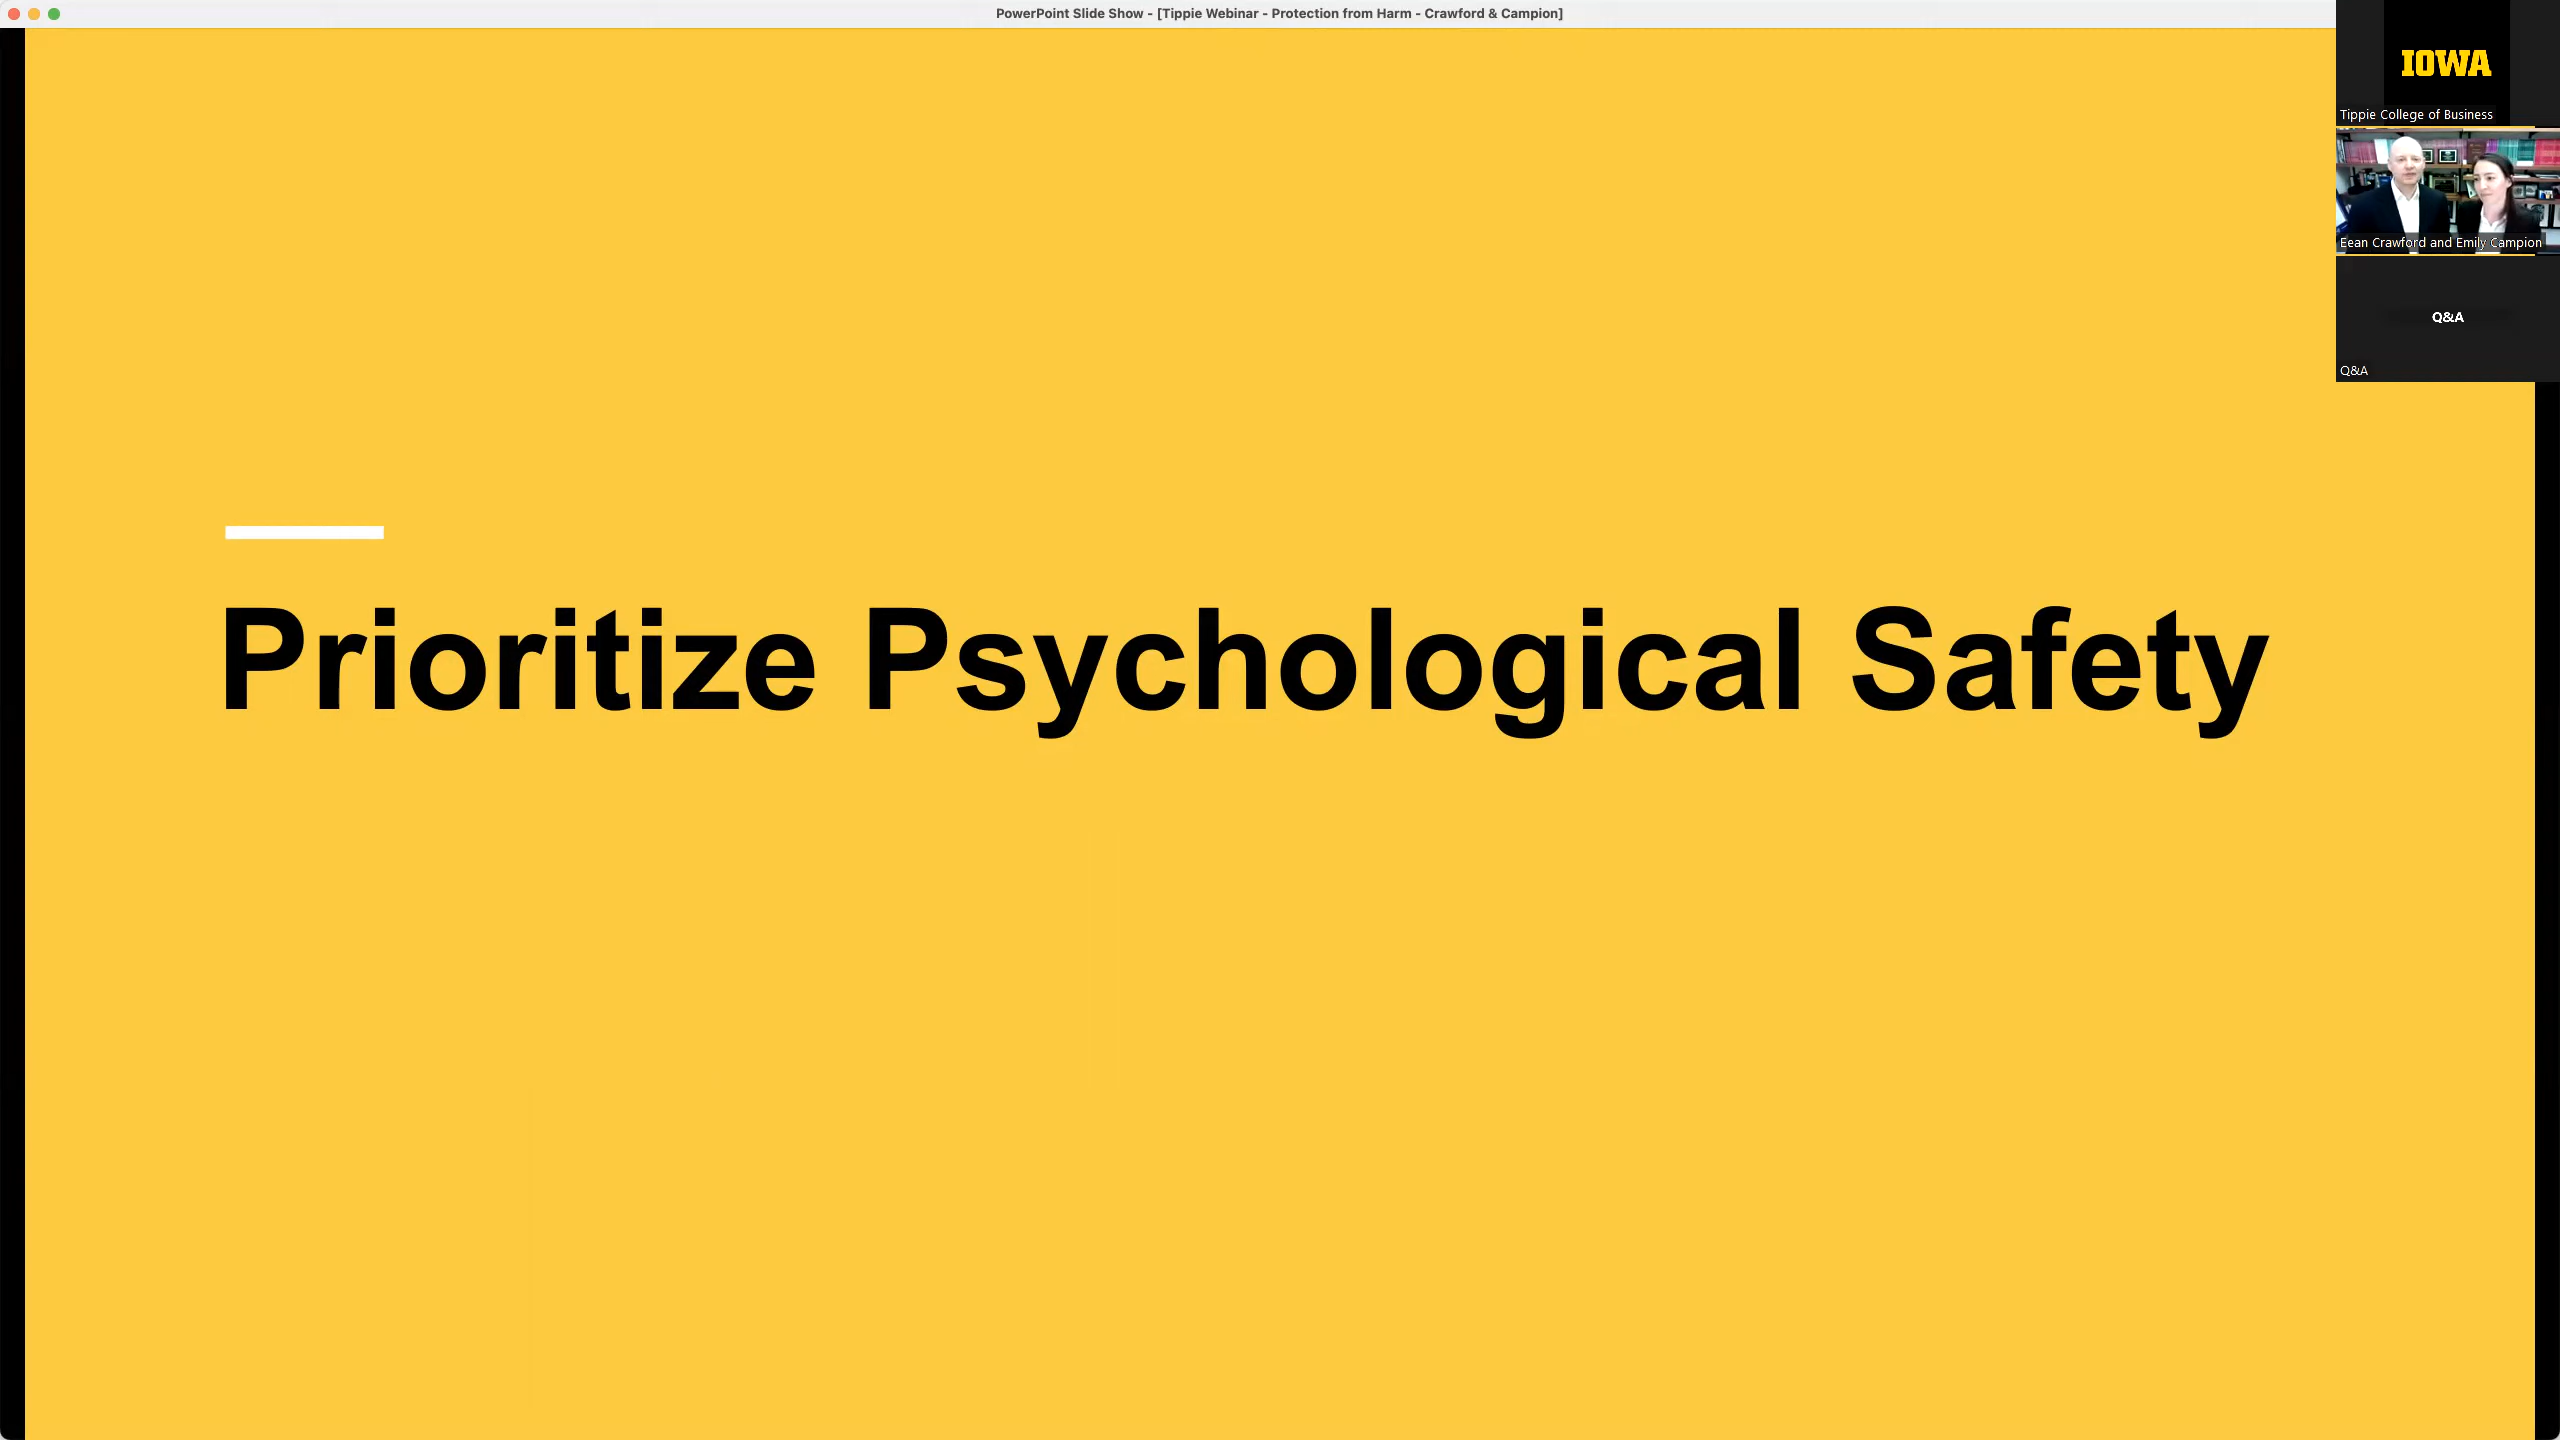 PowerPoint Slide Show - [Tippie Webinar - Protection from Harm - Crawford & Campion]
IOWA
Tippie College of Business
Eean Crawford and Emily Campion
Q&A
Q&A
Prioritize Psychological Safety